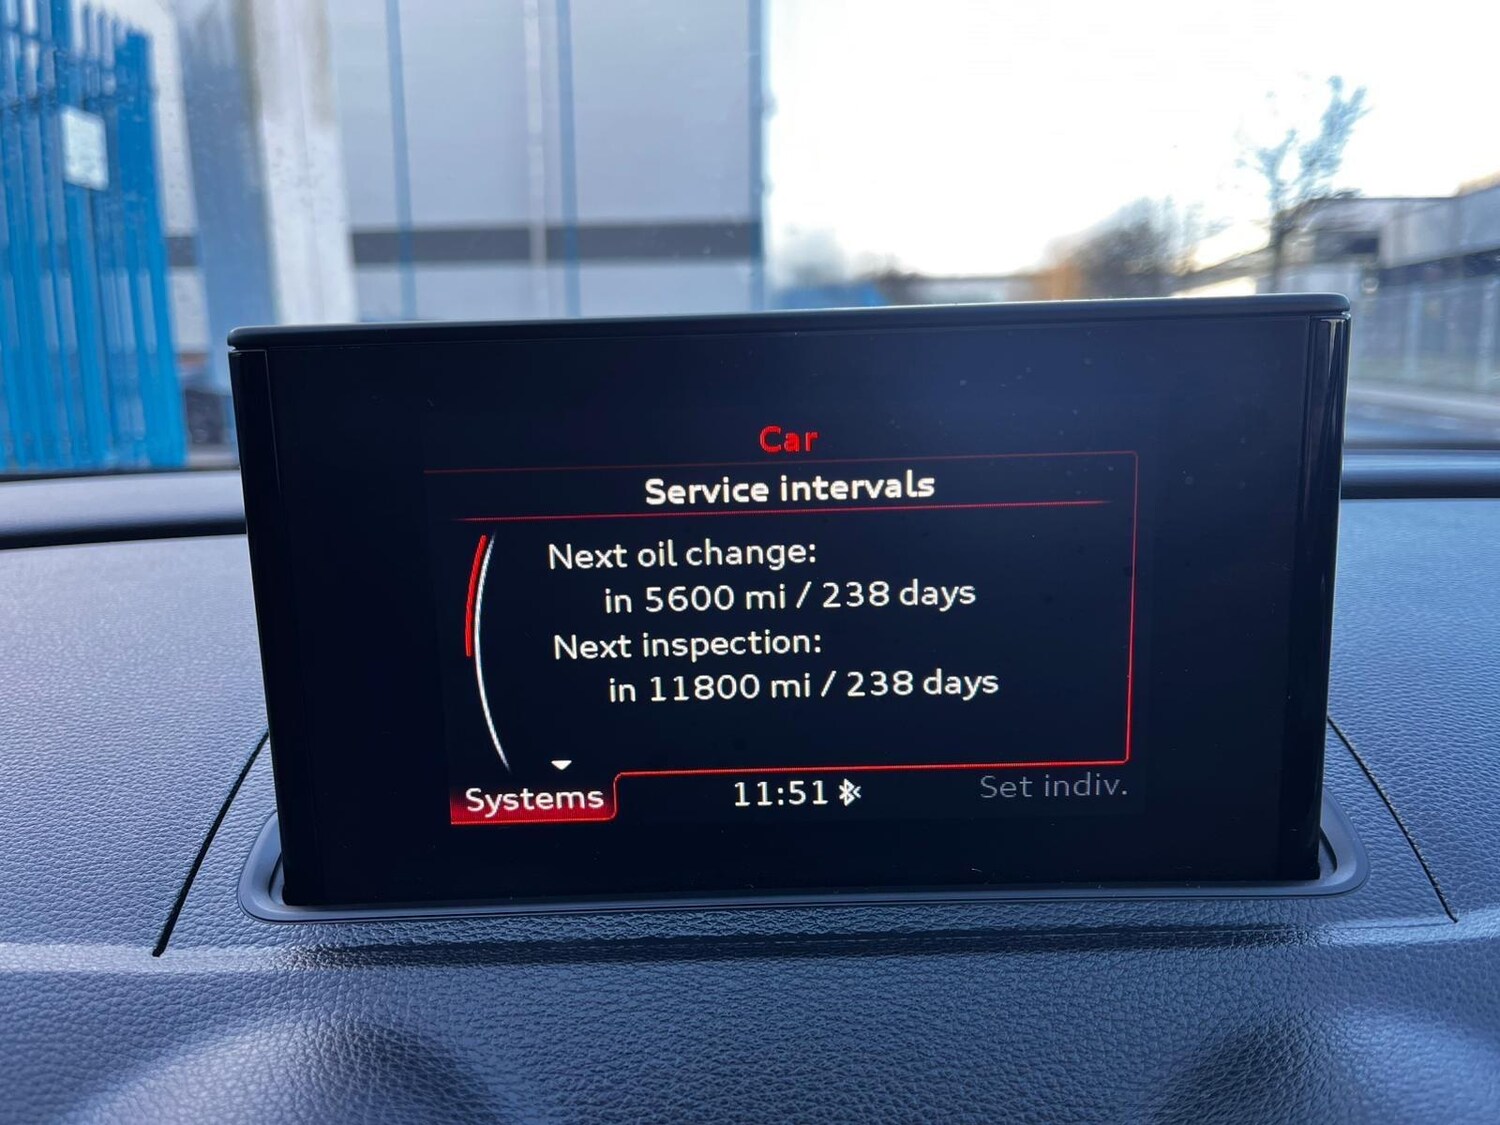 Car
Service intervals
Next oil change:
in 5600 mi / 238 days
Next inspection:
in 11800 mi / 238 days
Systems
11:51
Set indiv.